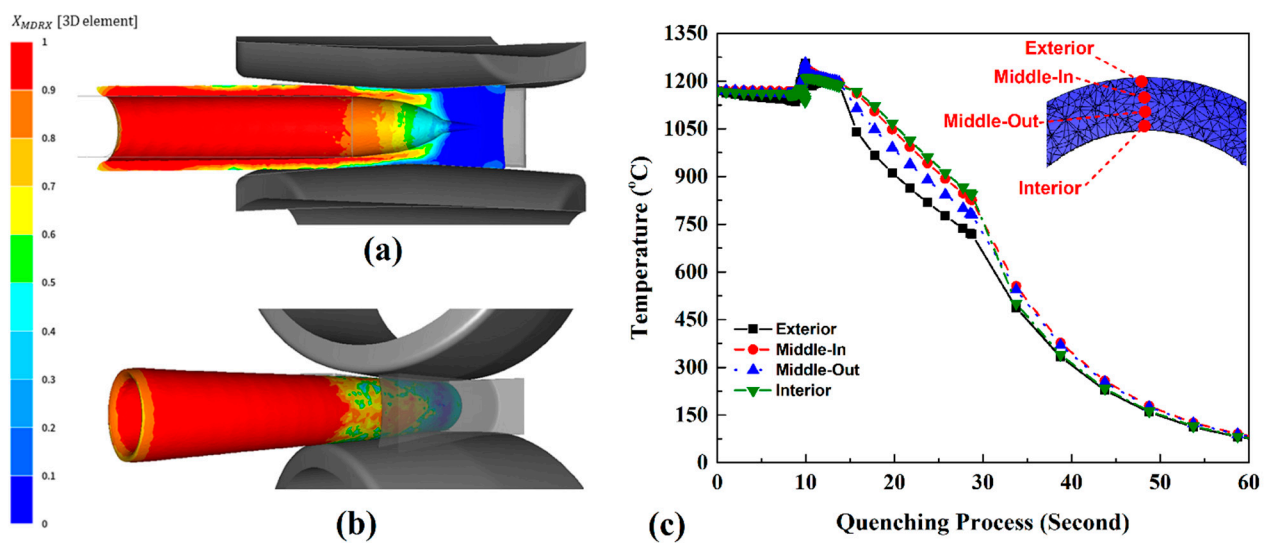 X_MDRX [3D element]
1
0.9
0.8
0.7
0.6
0.5
0.4
0.3
0.2
0.1
0
(a)
(b)
1350
1200
1050
900
750
600
450
300
150
0
Temperature (°C)
Exterior
Middle-In
Middle-Out
Interior
Exterior
Middle-In
Middle-Out
Interior
0 10 20 30 40 50 60
(c) Quenching Process (Second)